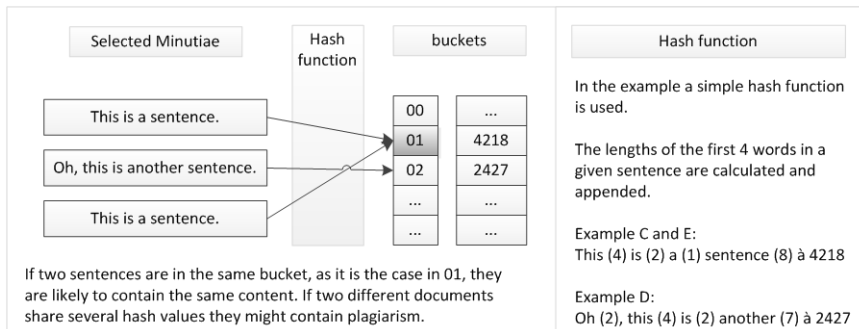 Selected Minutiae
Hash
function
buckets
This is a sentence.
Oh, this is another sentence.
This is a sentence.
00
...
01
4218
02
2427
...
...
...
...
If two sentences are in the same bucket, as it is the case in 01, they
are likely to contain the same content. If two different documents
share several hash values they might contain plagiarism.
Hash function
In the example a simple hash function
is used.
The lengths of the first 4 words in a
given sentence are calculated and
appended.
Example C and E:
This (4) is (2) a (1) sentence (8) à 4218
Example D:
Oh (2), this (4) is (2) another (7) à 2427